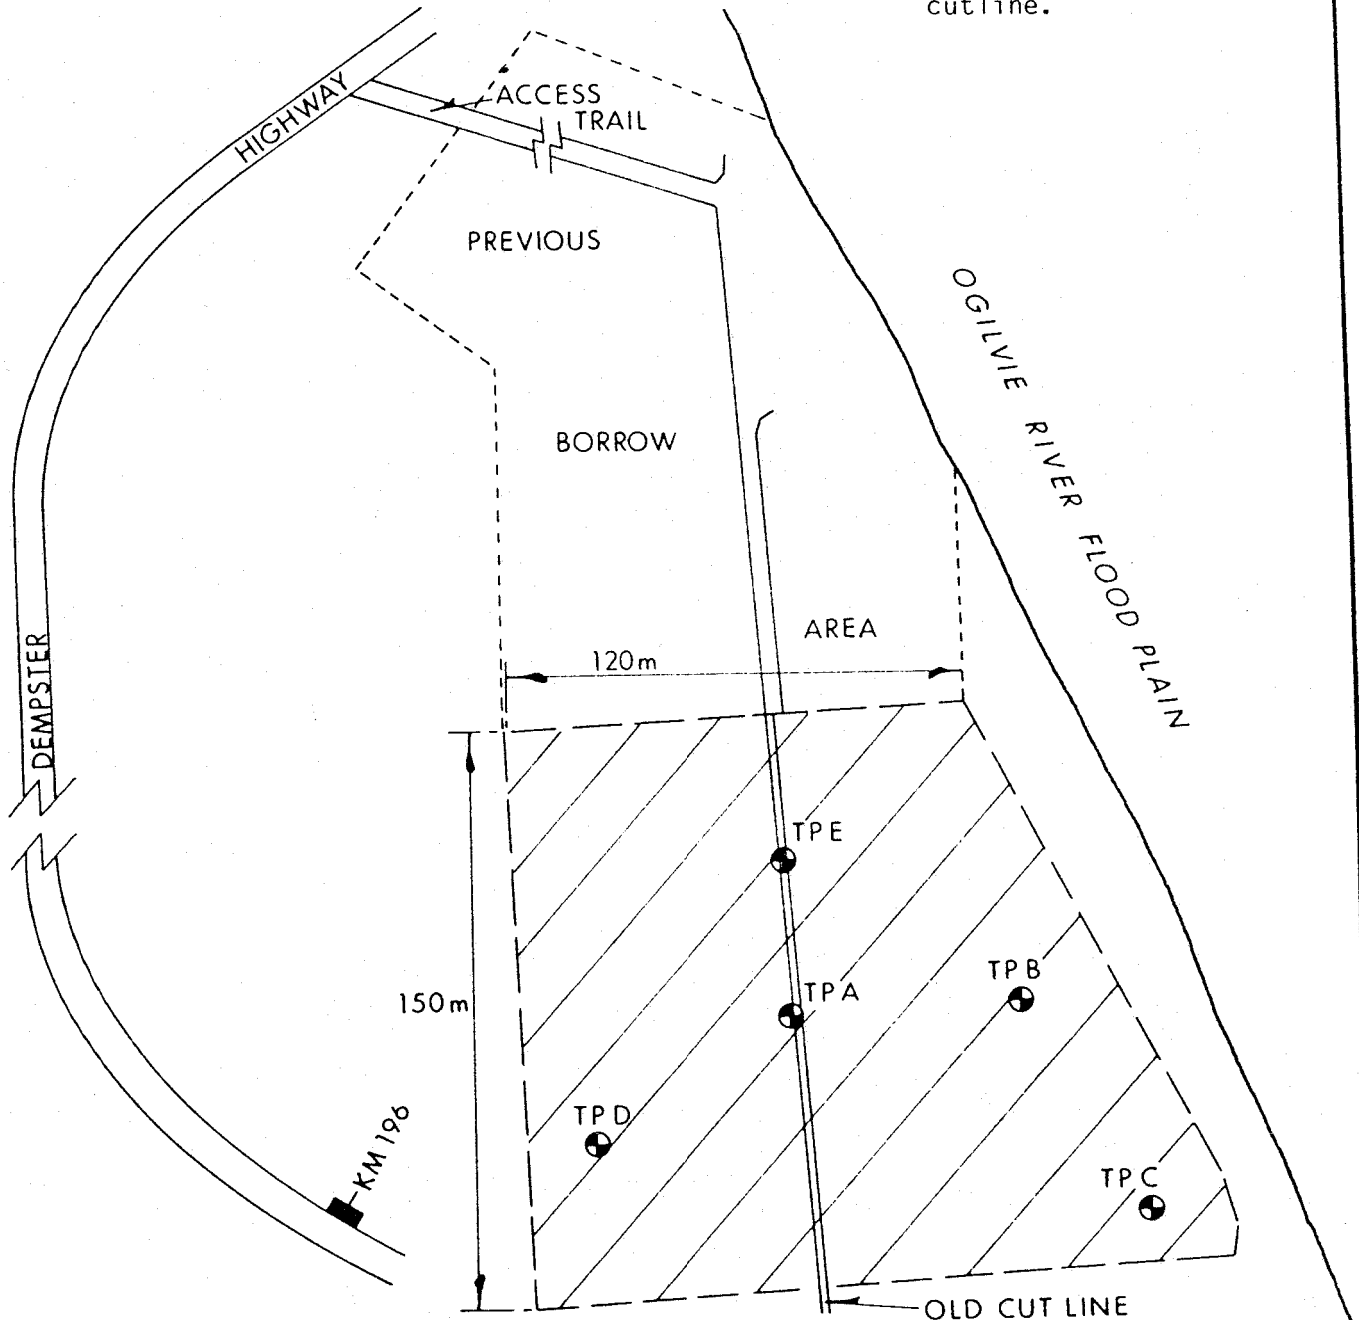 cutline.
HIGHWAY
ACCESS
TRAIL
PREVIOUS
OGILVIE RIVER FLOOD PLAIN
BORROW
AREA
120m
DEMPSTER
TP E
TP A
TP B
150m
TP D
KM 196
TP C
OLD CUT LINE